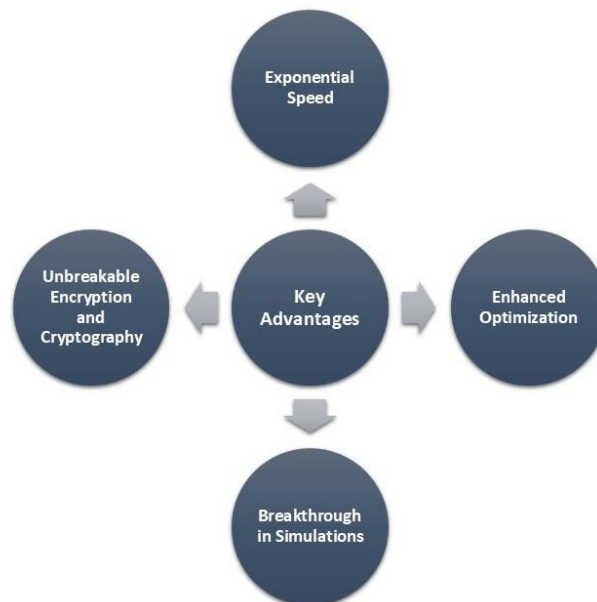 Exponential
Speed
Unbreakable
Encryption
and
Cryptography
Key
Advantages
Enhanced
Optimization
Breakthrough
in Simulations